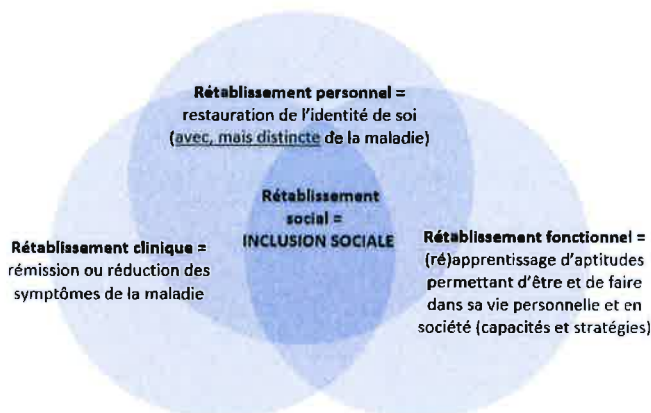 Rétablissement personnel =
restauration de l'identité de soi
(avec, mais distincte de la maladie)
Rétablissement
social =
INCLUSION SOCIALE
Rétablissement clinique =
rémission ou réduction des
symptômes de la maladie
Rétablissement fonctionnel =
(ré)apprentissage d'aptitudes
permettant d'être et de faire
dans sa vie personnelle et en
société (capacités et stratégies)